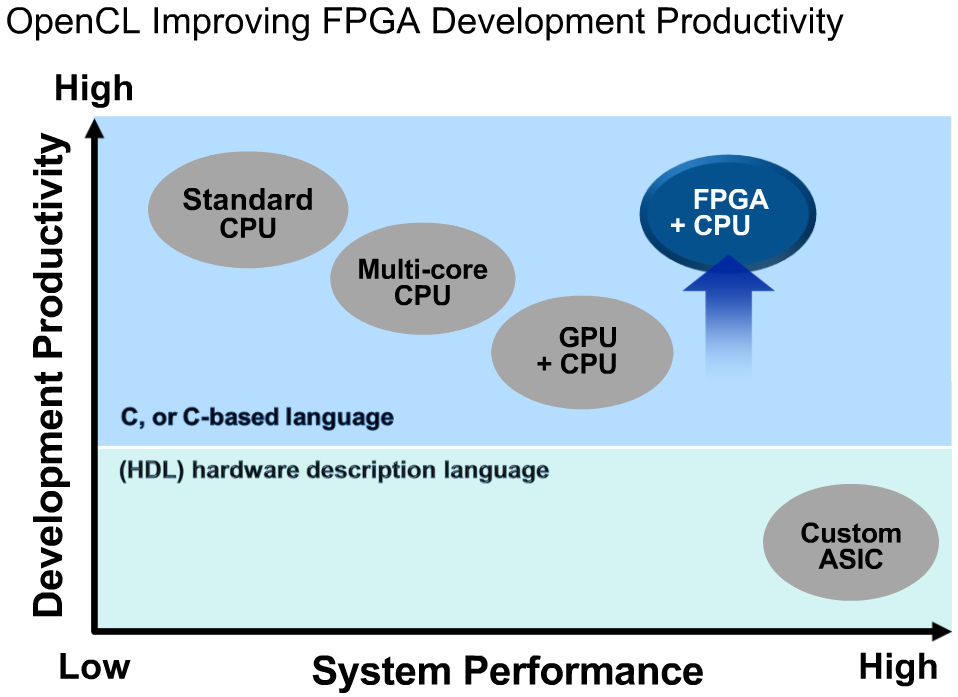 OpenCL Improving FPGA Development Productivity
High
Development Productivity
Standard
CPU
Multi-core
CPU
GPU
+ CPU
FPGA
+ CPU
C, or C-based language
(HDL) hardware description language
Custom
ASIC
Low
System Performance
High